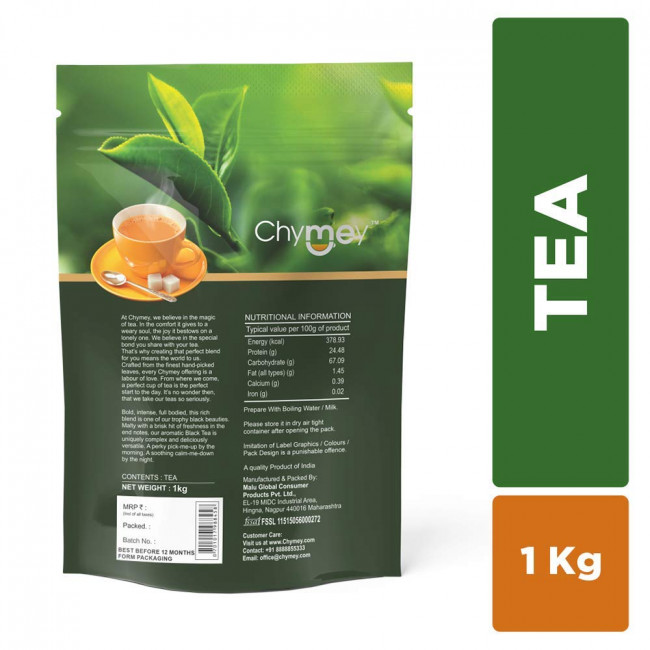 Chymey™
At Chymey, we believe in the magic
of tea. In the comfort it gives to a
weary soul, the joy it bestows on a
lonely one. We believe in the special
bond you share with your tea.
That's why creating that perfect blend
for you means the world to us.
Crafted from the finest hand-picked
leaves, every Chymey offering is a
labour of love. From where we come,
a perfect cup of tea is the perfect
start to the day. It's no wonder then,
that we take our teas so seriously.
Bold, intense, full bodied, this rich
blend is one of our trophy black beauties.
Malty with a brisk hit of freshness in the
end notes, our aromatic Black Tea is
uniquely complex and deliciously
versatile. A perky pick-me-up by the
morning. A soothing calm-me-down
by the night.
CONTENTS : TEA
NET WEIGHT : 1kg
MRP ₹ :
(Incl. of all taxes)
Packed. :
Batch No. :
BEST BEFORE 12 MONTHS
FORM PACKAGING
NUTRITIONAL INFORMATION
Typical value per 100g of product
Energy (kcal) 378.93
Protein (g) 24.48
Carbohydrate (g) 67.09
Fat (all types) (g) 1.45
Calcium (g) 0.39
Iron (g) 0.02
Prepare With Boiling Water / Milk.
Please store it in dry air tight
container after opening the pack.
Imitation of Label Graphics / Colours /
Pack Design is a punishable offence.
A quality Product of India
Manufactured & Packed By:
Malu Global Consumer
Products Pvt. Ltd.,
EL-19 MIDC Industrial Area,
Hingna, Nagpur 440016 Maharashtra
fssai FSSL 11515056000272
Customer Care:
Visit us at www.Chymey.com
Contact: +91 8888855333
Email: office@chymey.com
TEA
1 Kg